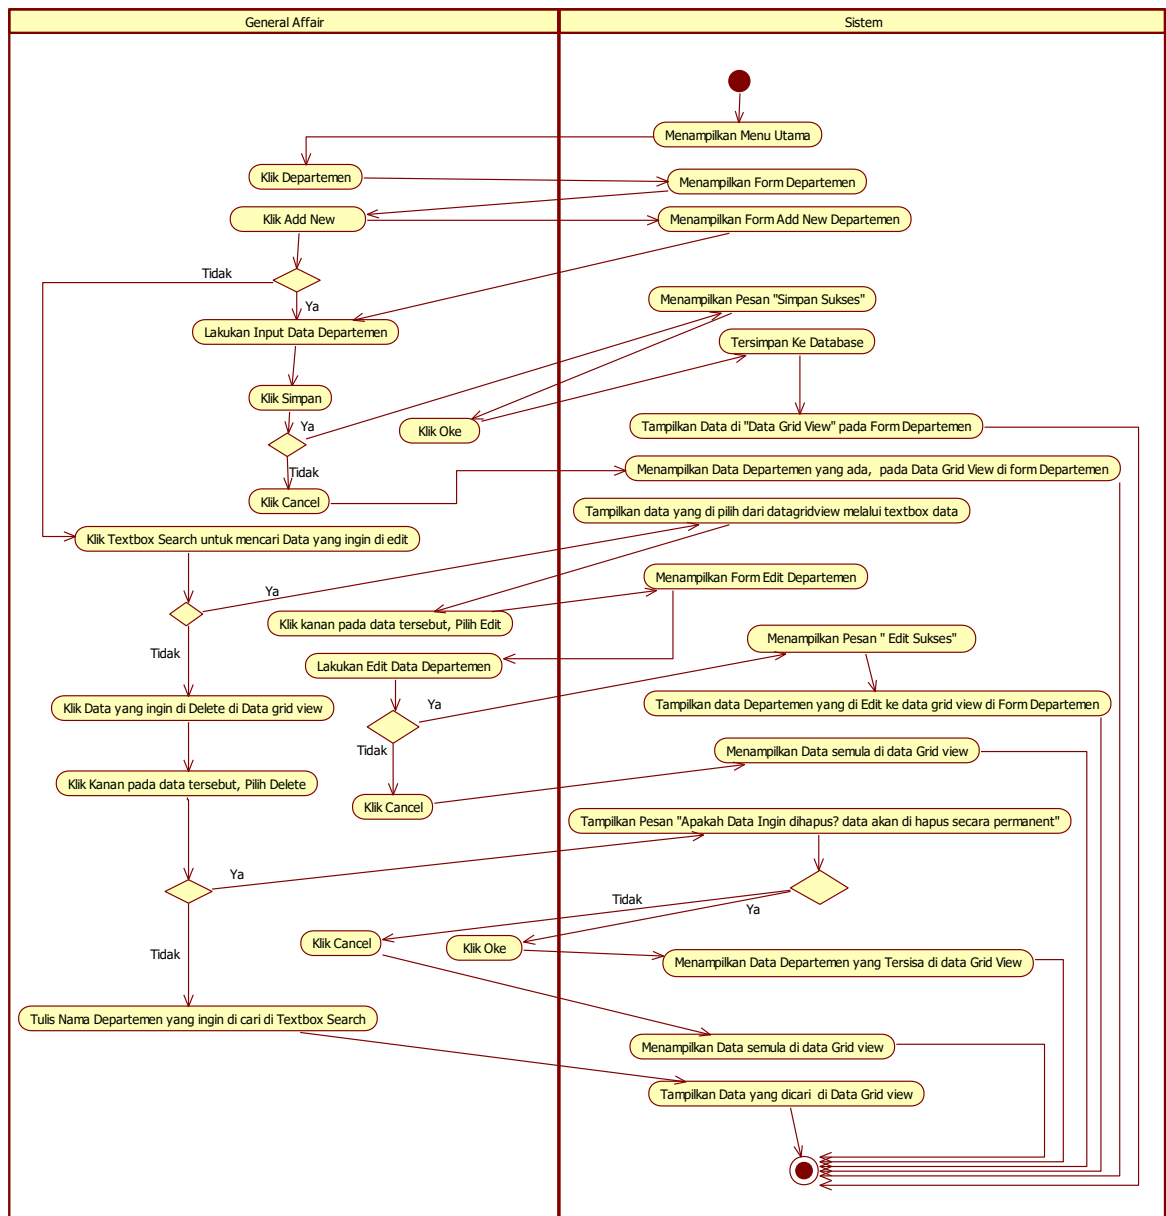 General Affair
Sistem
Menampilkan Menu Utama
Klik Departemen
Menampilkan Form Departemen
Klik Add New
Menampilkan Form Add New Departemen
Tidak
Ya
Menampilkan Pesan "Simpan Sukses"
Lakukan Input Data Departemen
Tersimpan Ke Database
Klik Simpan
Ya
Klik Oke
Tampilkan Data di "Data Grid View" pada Form Departemen
Tidak
Menampilkan Data Departemen yang ada,  pada Data Grid View di form Departemen
Klik Cancel
Tampilkan data yang di pilih dari datagridview melalui textbox data
Klik Textbox Search untuk mencari Data yang ingin di edit
Menampilkan Form Edit Departemen
Ya
Klik kanan pada data tersebut, Pilih Edit
Menampilkan Pesan " Edit Sukses"
Tidak
Lakukan Edit Data Departemen
Klik Data yang ingin di Delete di Data grid view
Ya
Tampilkan data Departemen yang di Edit ke data grid view di Form Departemen
Tidak
Menampilkan Data semula di data Grid view
Klik Kanan pada data tersebut, Pilih Delete
Klik Cancel
Tampilkan Pesan "Apakah Data Ingin dihapus? data akan di hapus secara permanent"
Ya
Tidak
Ya
Klik Cancel
Klik Oke
Tidak
Menampilkan Data Departemen yang Tersisa di data Grid View
Tulis Nama Departemen yang ingin di cari di Textbox Search
Menampilkan Data semula di data Grid view
Tampilkan Data yang dicari  di Data Grid view